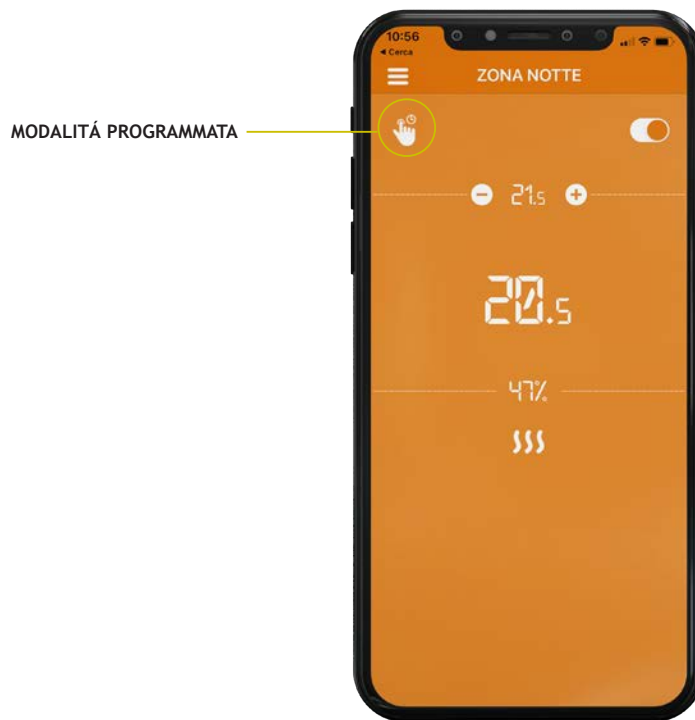 10:56
◀ Cerca
ZONA NOTTE
MODALITÁ PROGRAMMATA
21.5
20.5
47%